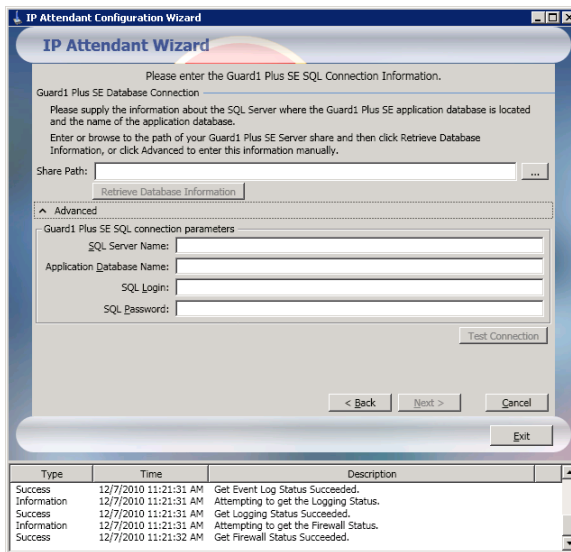 IP Attendant Configuration Wizard
IP Attendant Wizard
Please enter the Guard1 Plus SE SQL Connection Information.
Guard1 Plus SE Database Connection
Please supply the information about the SQL Server where the Guard1 Plus SE application database is located
and the name of the application database.
Enter or browse to the path of your Guard1 Plus SE Server share and then click Retrieve Database
Information, or click Advanced to enter this information manually.
Share Path:
...
Retrieve Database Information
Advanced
Guard1 Plus SE SQL connection parameters
SQL Server Name:
Application Database Name:
SQL Login:
SQL Password:
Test Connection
< Back Next > Cancel
Exit
Type Time Description
Success 12/7/2010 11:21:31 AM Get Event Log Status Succeeded.
Information 12/7/2010 11:21:31 AM Attempting to get the Logging Status.
Success 12/7/2010 11:21:31 AM Get Logging Status Succeeded.
Information 12/7/2010 11:21:31 AM Attempting to get the Firewall Status.
Success 12/7/2010 11:21:32 AM Get Firewall Status Succeeded.